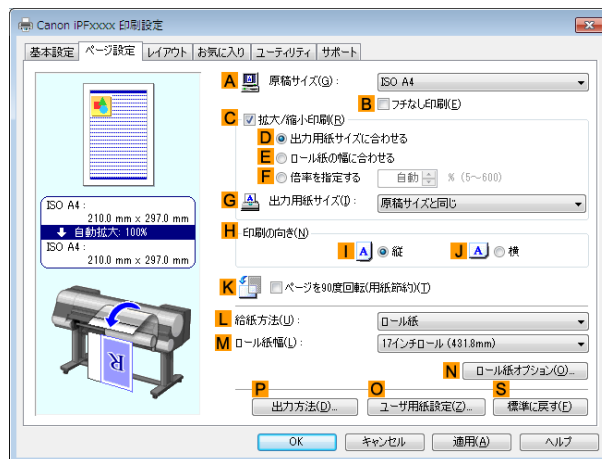 Canon iPFxxxx 印刷設定
基本設定 ページ設定 レイアウト お気に入り ユーティリティ サポート
A 原稿サイズ(G): ISO A4
B フチなし印刷(E)
C 拡大/縮小印刷(R)
D 出力用紙サイズに合わせる
E ロール紙の幅に合わせる
F 倍率を指定する 自動 % (5~600)
G 出力用紙サイズ(I): 原稿サイズと同じ
ISO A4:
210.0 mm x 297.0 mm
自動拡大: 100%
ISO A4:
210.0 mm x 297.0 mm
H 印刷の向き(N)
I A 縦 J A 横
K ページを90度回転(用紙節約)(T)
L 給紙方法(U): ロール紙
M ロール紙幅(L): 17インチロール (431.8mm)
N ロール紙オプション(O)...
R
P O S
出力方法(D)... ユーザ用紙設定(Z)... 標準に戻す(F)
OK キャンセル 適用(A) ヘルプ